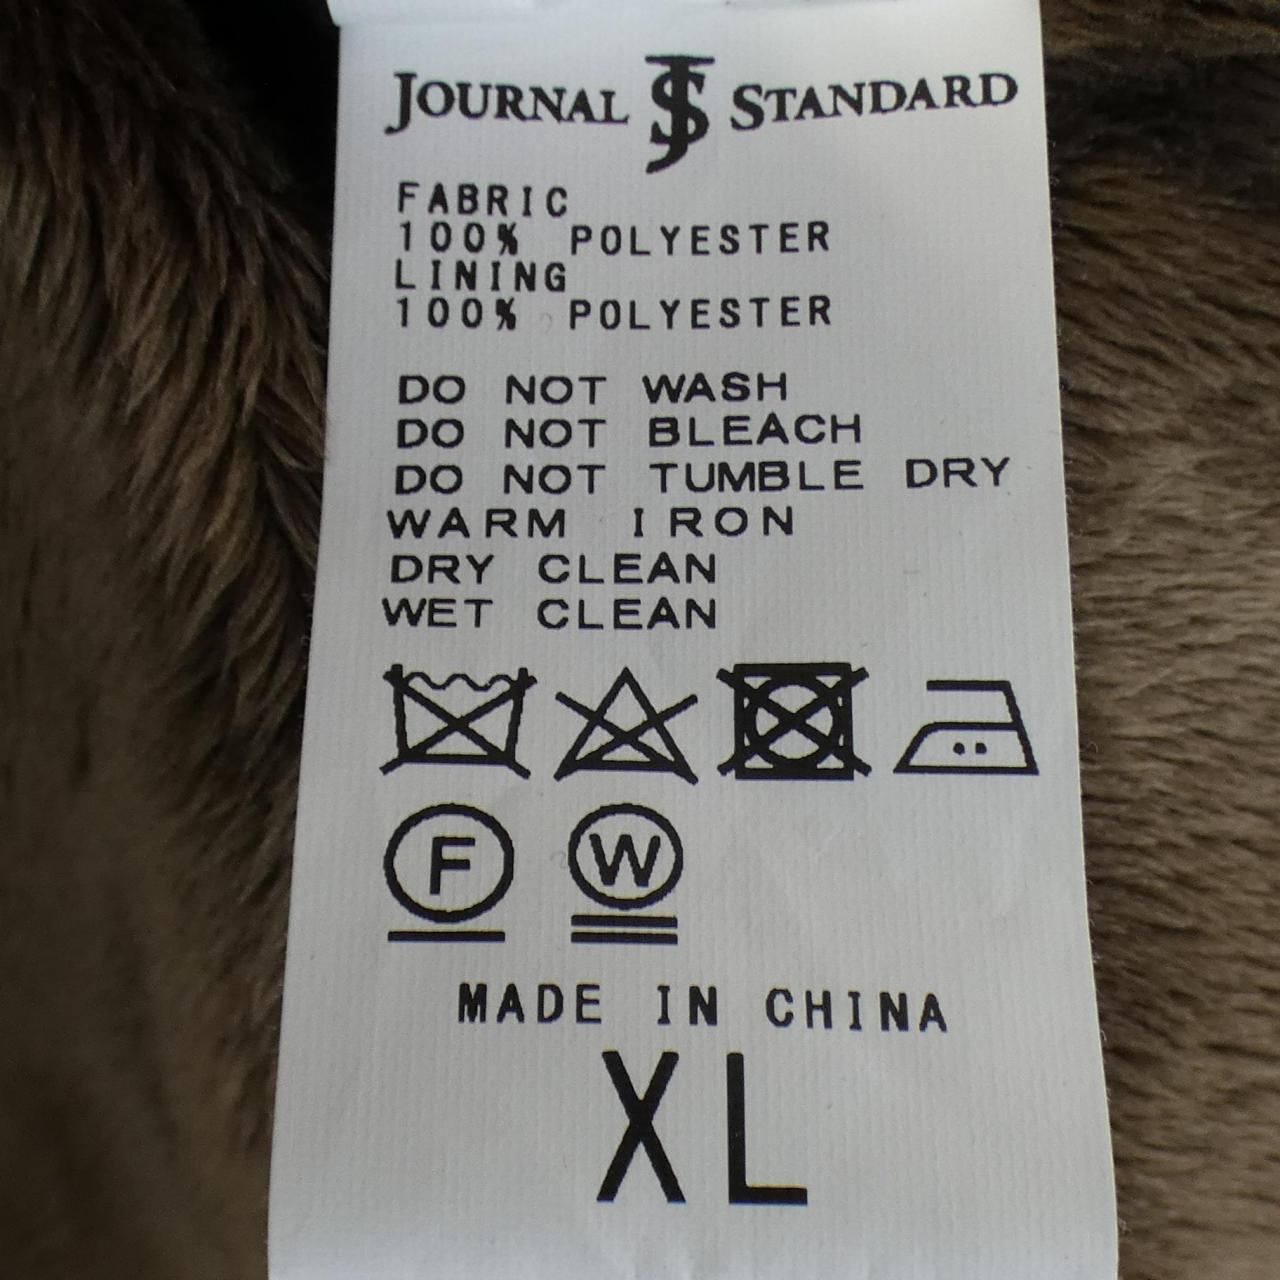 JOURNAL JS STANDARD
FABRIC
100% POLYESTER
LINING
100% POLYESTER
DO NOT WASH
DO NOT BLEACH
DO NOT TUMBLE DRY
WARM IRON
DRY CLEAN
WET CLEAN
F W
MADE IN CHINA
XL